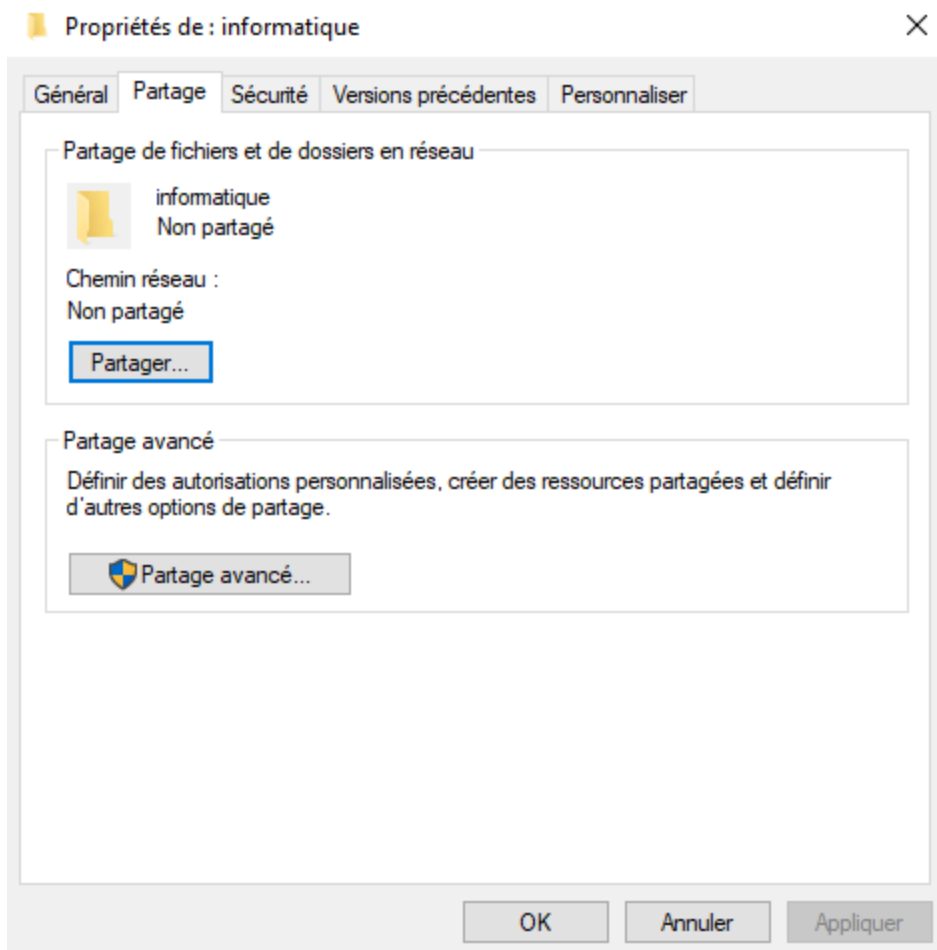 Propriétés de : informatique
Général Partage Sécurité Versions précédentes Personnaliser
Partage de fichiers et de dossiers en réseau
informatique
Non partagé
Chemin réseau :
Non partagé
Partager...
Partage avancé
Définir des autorisations personnalisées, créer des ressources partagées et définir
d'autres options de partage.
Partage avancé...
OK Annuler Appliquer